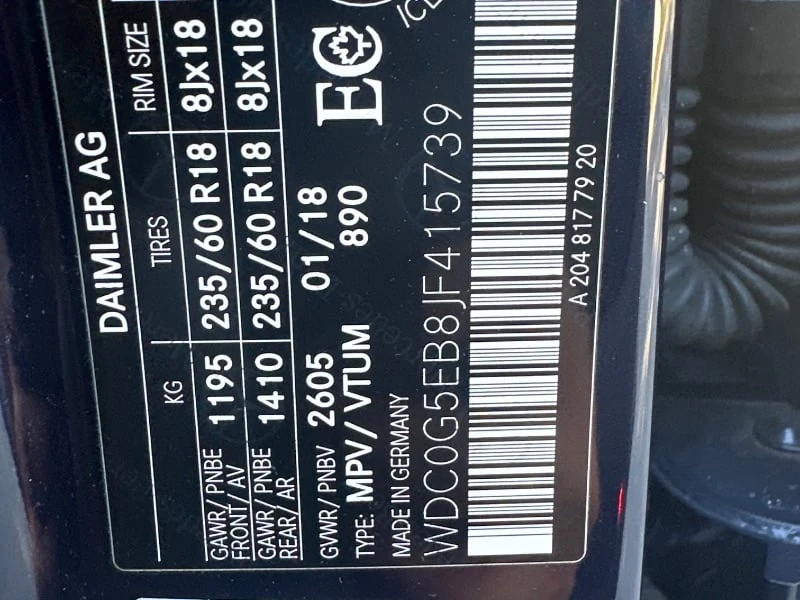 DAIMLER AG
KG TIRES RIM SIZE
GAWR/ PNBE
FRONT/ AV 1195 235/60 R18 8Jx18
GAWR/ PNBE
REAR/ AR 1410 235/60 R18 8Jx18
GVWR/ PNBV 2605 01/18
TYPE: MPV/ VTUM 890
EC
MADE IN GERMANY
WDC0G5EB8JF415739
A 204 817 79 20